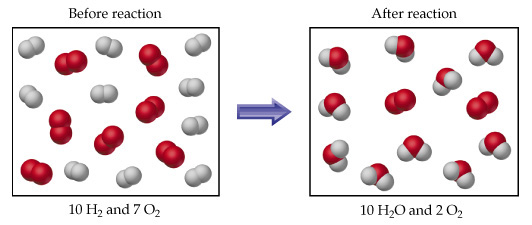 Before reaction
After reaction
10 H₂ and 7 O₂
10 H₂O and 2 O₂